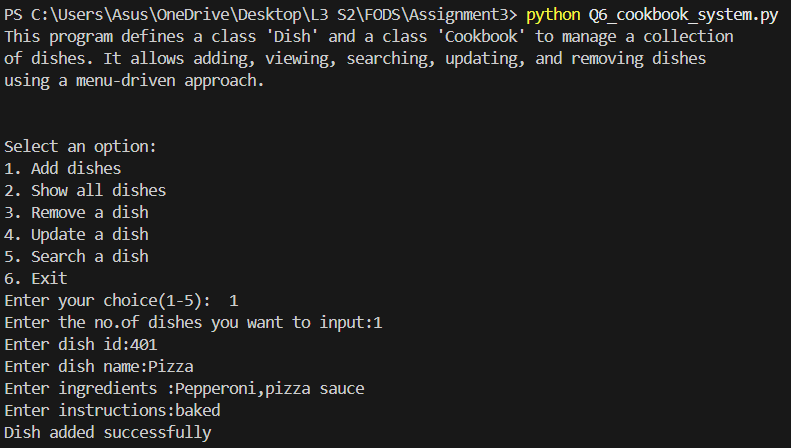 PS C:\Users\Asus\OneDrive\Desktop\L3 S2\FODS\Assignment3> python Q6_cookbook_system.py
This program defines a class 'Dish' and a class 'Cookbook' to manage a collection
of dishes. It allows adding, viewing, searching, updating, and removing dishes
using a menu-driven approach.
Select an option:
1. Add dishes
2. Show all dishes
3. Remove a dish
4. Update a dish
5. Search a dish
6. Exit
Enter your choice(1-5):  1
Enter the no.of dishes you want to input:1
Enter dish id:401
Enter dish name:Pizza
Enter ingredients :Pepperoni,pizza sauce
Enter instructions:baked
Dish added successfully